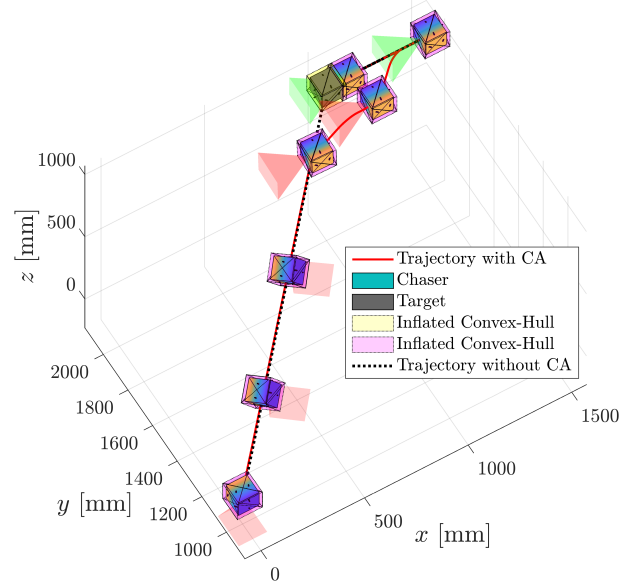 1000
500
0
z [mm]
Trajectory with CA
Chaser
Target
Inflated Convex-Hull
Inflated Convex-Hull
Trajectory without CA
2000
1800
1600
1400
1200
1000
y [mm]
1500
1000
500
0
x [mm]